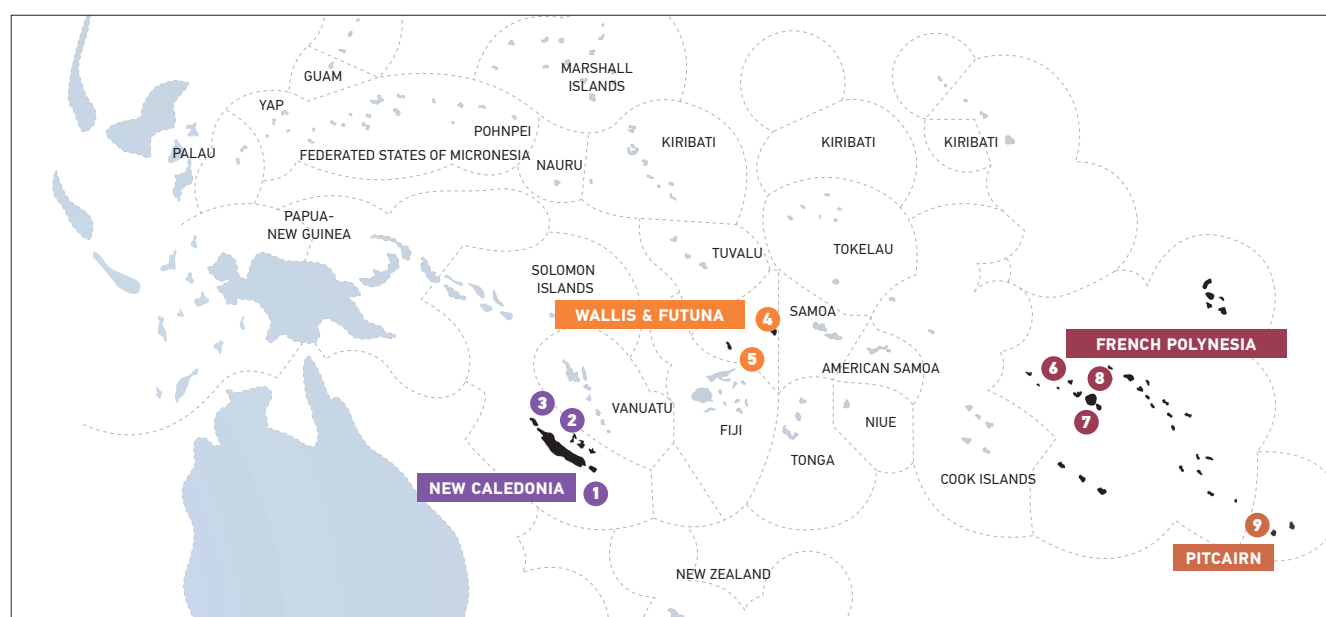 GUAM
MARSHALL
ISLANDS
YAP
POHNPEI
PALAU
FEDERATED STATES OF MICRONESIA
NAURU
KIRIBATI
KIRIBATI
KIRIBATI
PAPUA-
NEW GUINEA
TUVALU
TOKELAU
SOLOMON
ISLANDS
WALLIS & FUTUNA
4
SAMOA
5
FRENCH POLYNESIA
6
8
7
AMERICAN SAMOA
3
2
VANUATU
FIJI
NIUE
TONGA
COOK ISLANDS
NEW CALEDONIA
1
9
PITCAIRN
NEW ZEALAND